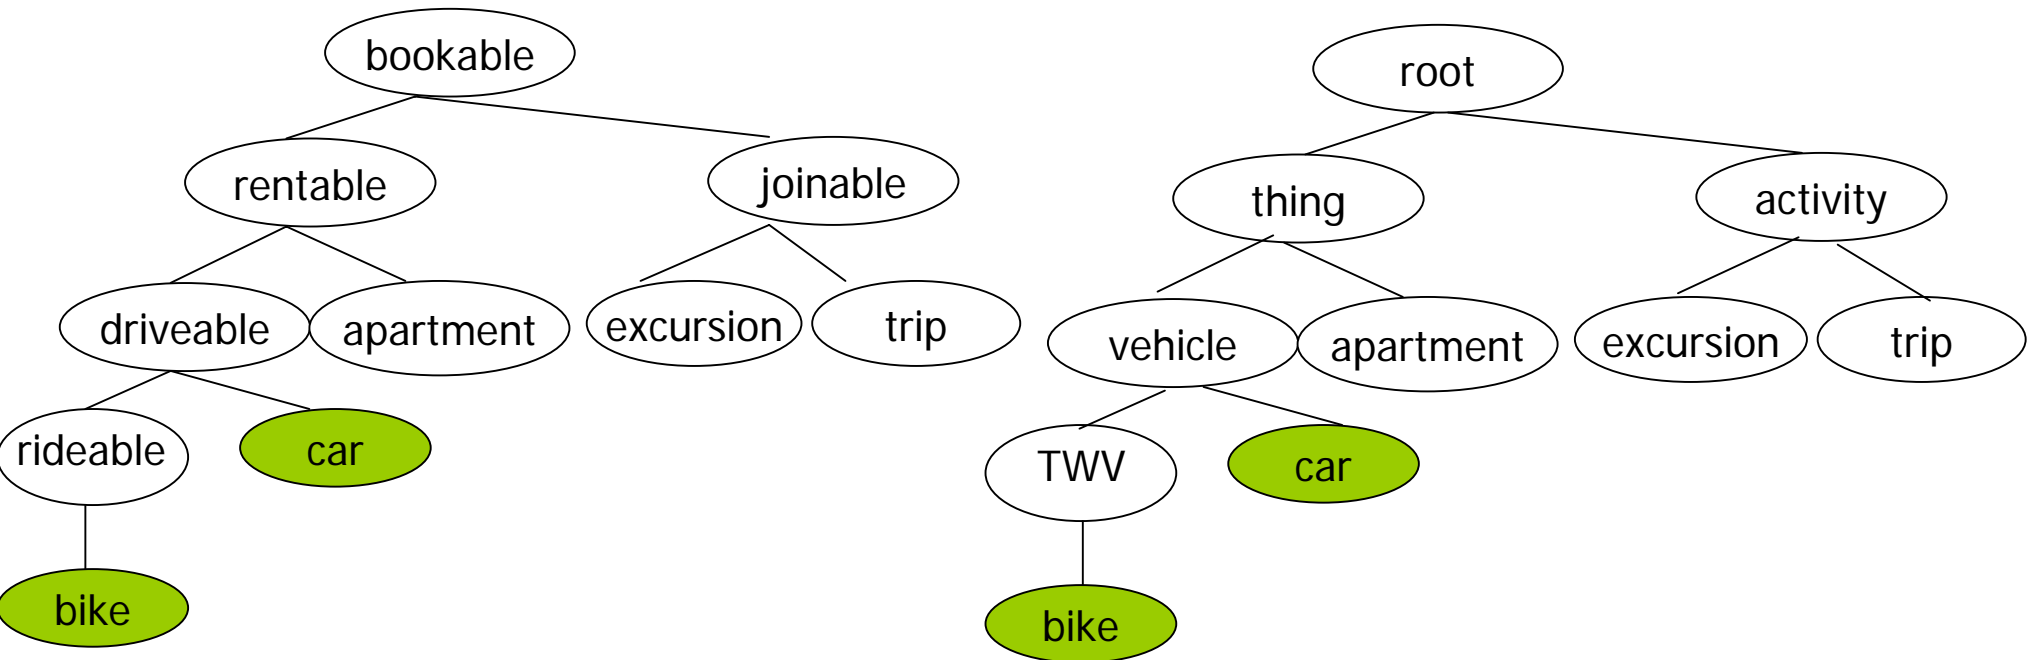 bookable
rentable
joinable
driveable
apartment
excursion
trip
rideable
car
bike
root
thing
activity
vehicle
apartment
excursion
trip
TWV
car
bike